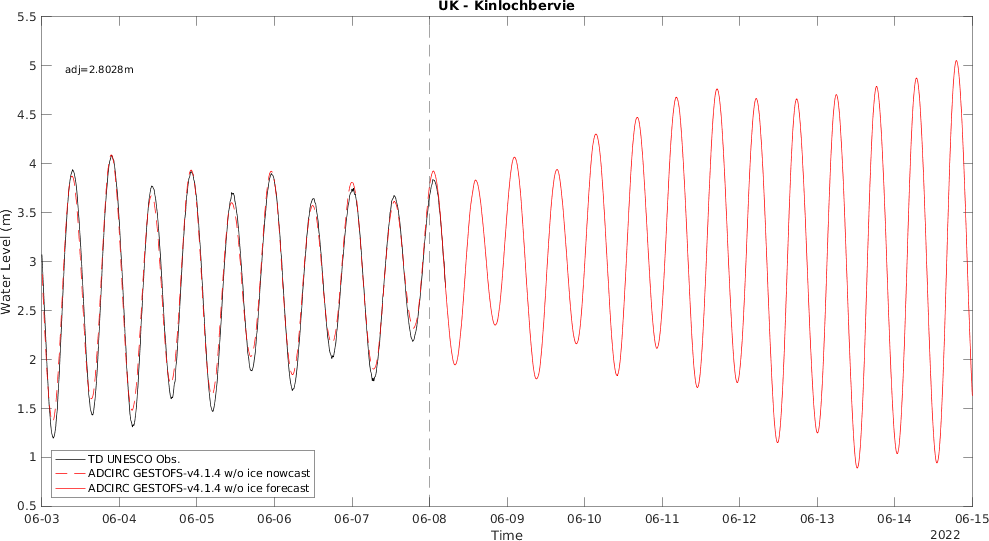 UK - Kinlochbervie
5.5
5
4.5
4
3.5
3
2.5
2
1.5
1
0.5
Water Level (m)
adj=2.8028m
TD UNESCO Obs.
ADCIRC GESTOFS-v4.1.4 w/o ice nowcast
ADCIRC GESTOFS-v4.1.4 w/o ice forecast
06-03 06-04 06-05 06-06 06-07 06-08 06-09 06-10 06-11 06-12 06-13 06-14 06-15
Time
2022